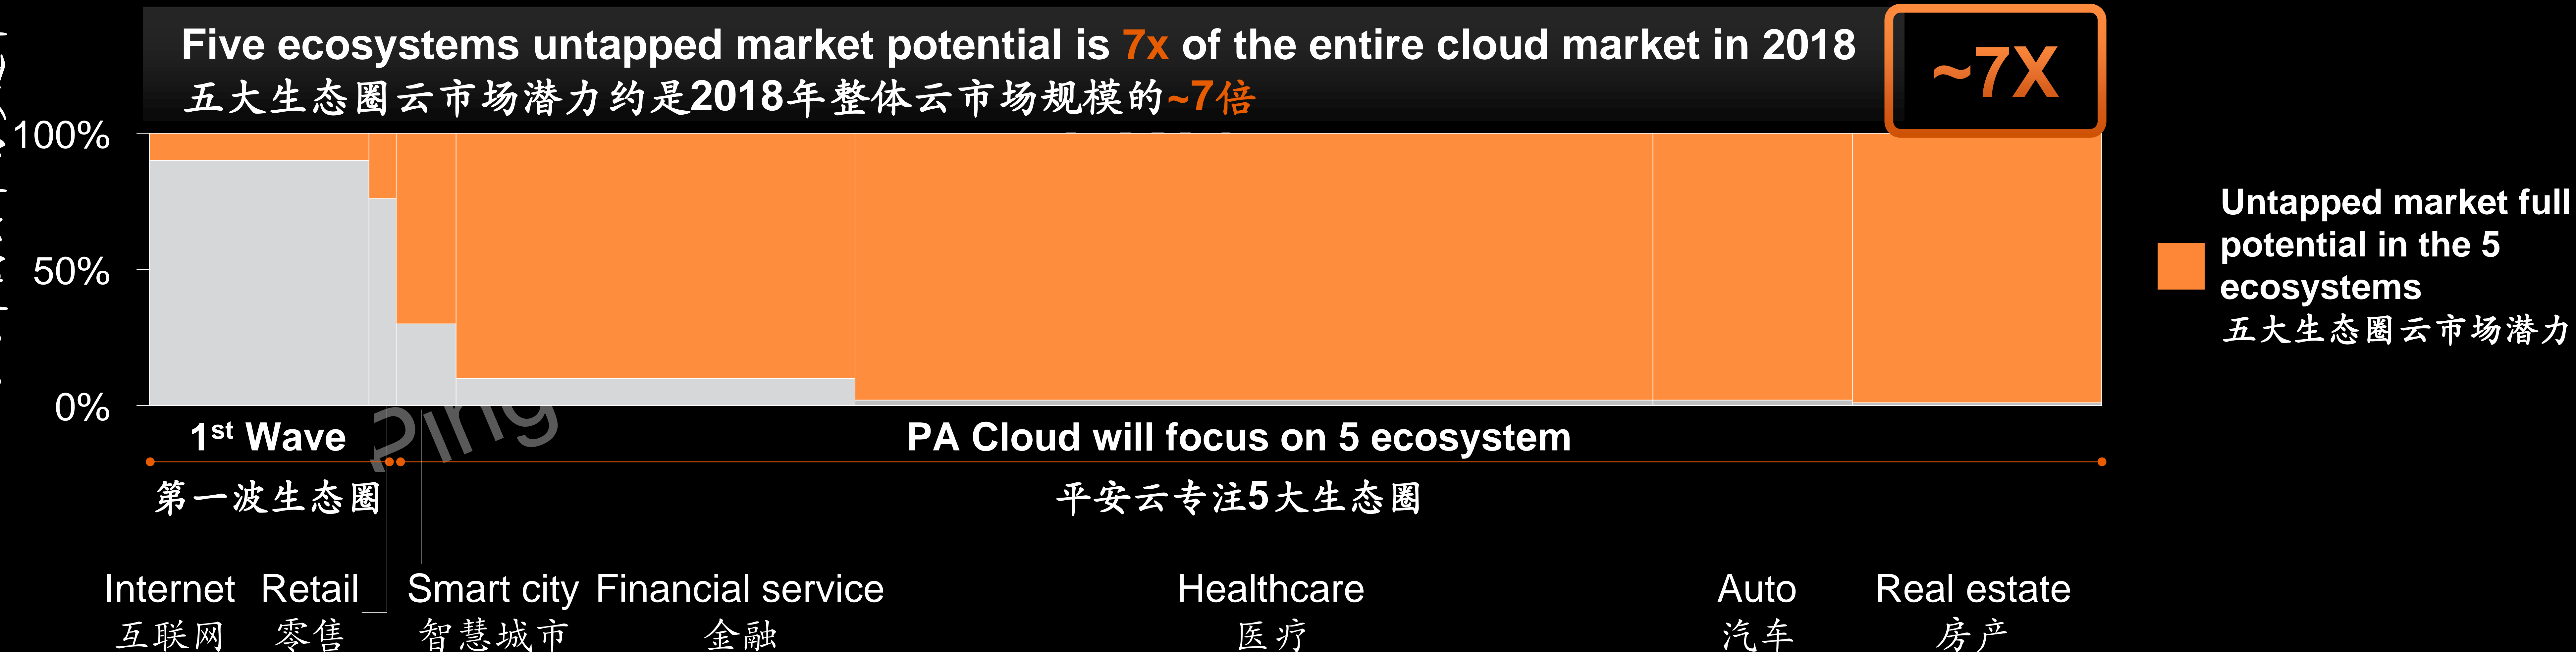 Five ecosystems untapped market potential is 7x of the entire cloud market in 2018
五大生态圈云市场潜力约是2018年整体云市场规模的~7倍
~7X
100%
50%
0%
Untapped market full
potential in the 5
ecosystems
五大生态圈云市场潜力
Ping
1st Wave
PA Cloud will focus on 5 ecosystem
第一波生态圈
平安云专注5大生态圈
Internet
Retail
Smart city
Financial service
Healthcare
Auto
Real estate
互联网
零售
智慧城市
金融
医疗
汽车
房产